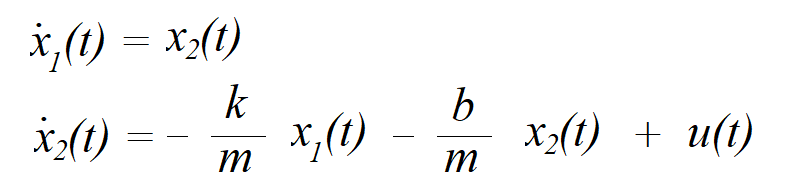 ẋ₁(t) = x₂(t)
ẋ₂(t) = − k/m x₁(t) − b/m x₂(t) + u(t)